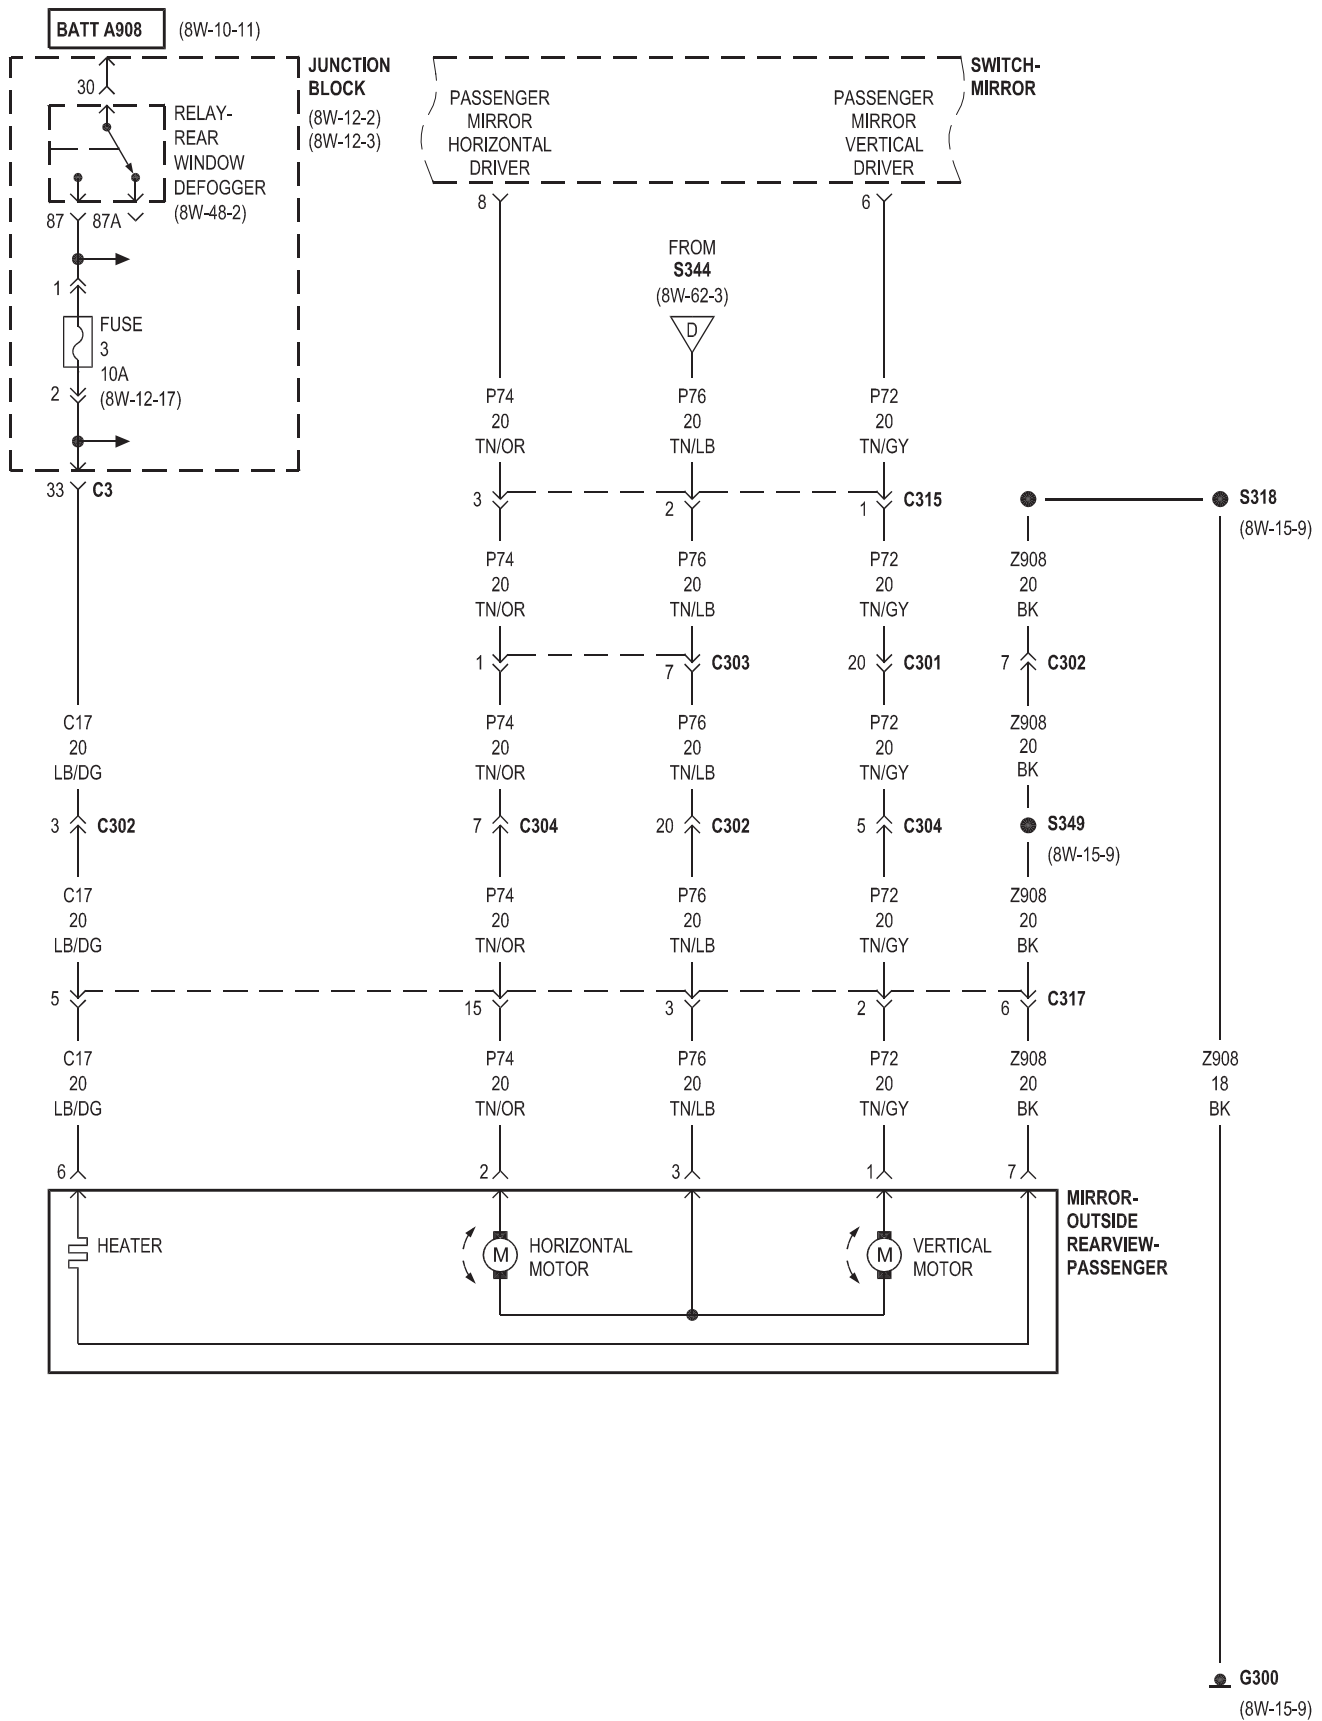 BATT A908 (8W-10-11)
JUNCTION
BLOCK
(8W-12-2)
(8W-12-3)
30
RELAY-
REAR
WINDOW
DEFOGGER
(8W-48-2)
87 87A
1
FUSE
3
10A
(8W-12-17)
2
33 C3
SWITCH-
MIRROR
PASSENGER
MIRROR
HORIZONTAL
DRIVER
PASSENGER
MIRROR
VERTICAL
DRIVER
8 6
FROM
S344
(8W-62-3)
D
P74 P76 P72
20 20 20
TN/OR TN/LB TN/GY
3 2 1 C315 S318
(8W-15-9)
P74 P76 P72 Z908
20 20 20 20
TN/OR TN/LB TN/GY BK
1 7 C303 20 C301 7 C302
C17 P74 P76 P72 Z908
20 20 20 20 20
LB/DG TN/OR TN/LB TN/GY BK
3 C302 7 C304 20 C302 5 C304 S349
(8W-15-9)
C17 P74 P76 P72 Z908
20 20 20 20 20
LB/DG TN/OR TN/LB TN/GY BK
5 15 3 2 6 C317
C17 P74 P76 P72 Z908 Z908
20 20 20 20 20 18
LB/DG TN/OR TN/LB TN/GY BK BK
6 2 3 1 7
MIRROR-
OUTSIDE
REARVIEW-
PASSENGER
HEATER
M HORIZONTAL
MOTOR
M VERTICAL
MOTOR
G300
(8W-15-9)